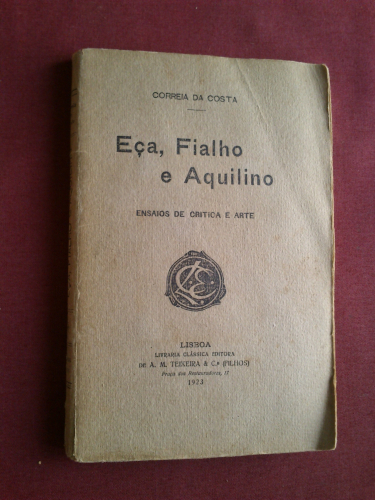 CORREIA DA COSTA
Eça, Fialho
e Aquilino
ENSAIOS DE CRITICA E ARTE
LISBOA
LIVRARIA CLÁSSICA EDITORA
DE A. M. TEIXEIRA & C.ª (FILHOS)
Praça dos Restauradores, 17
1923